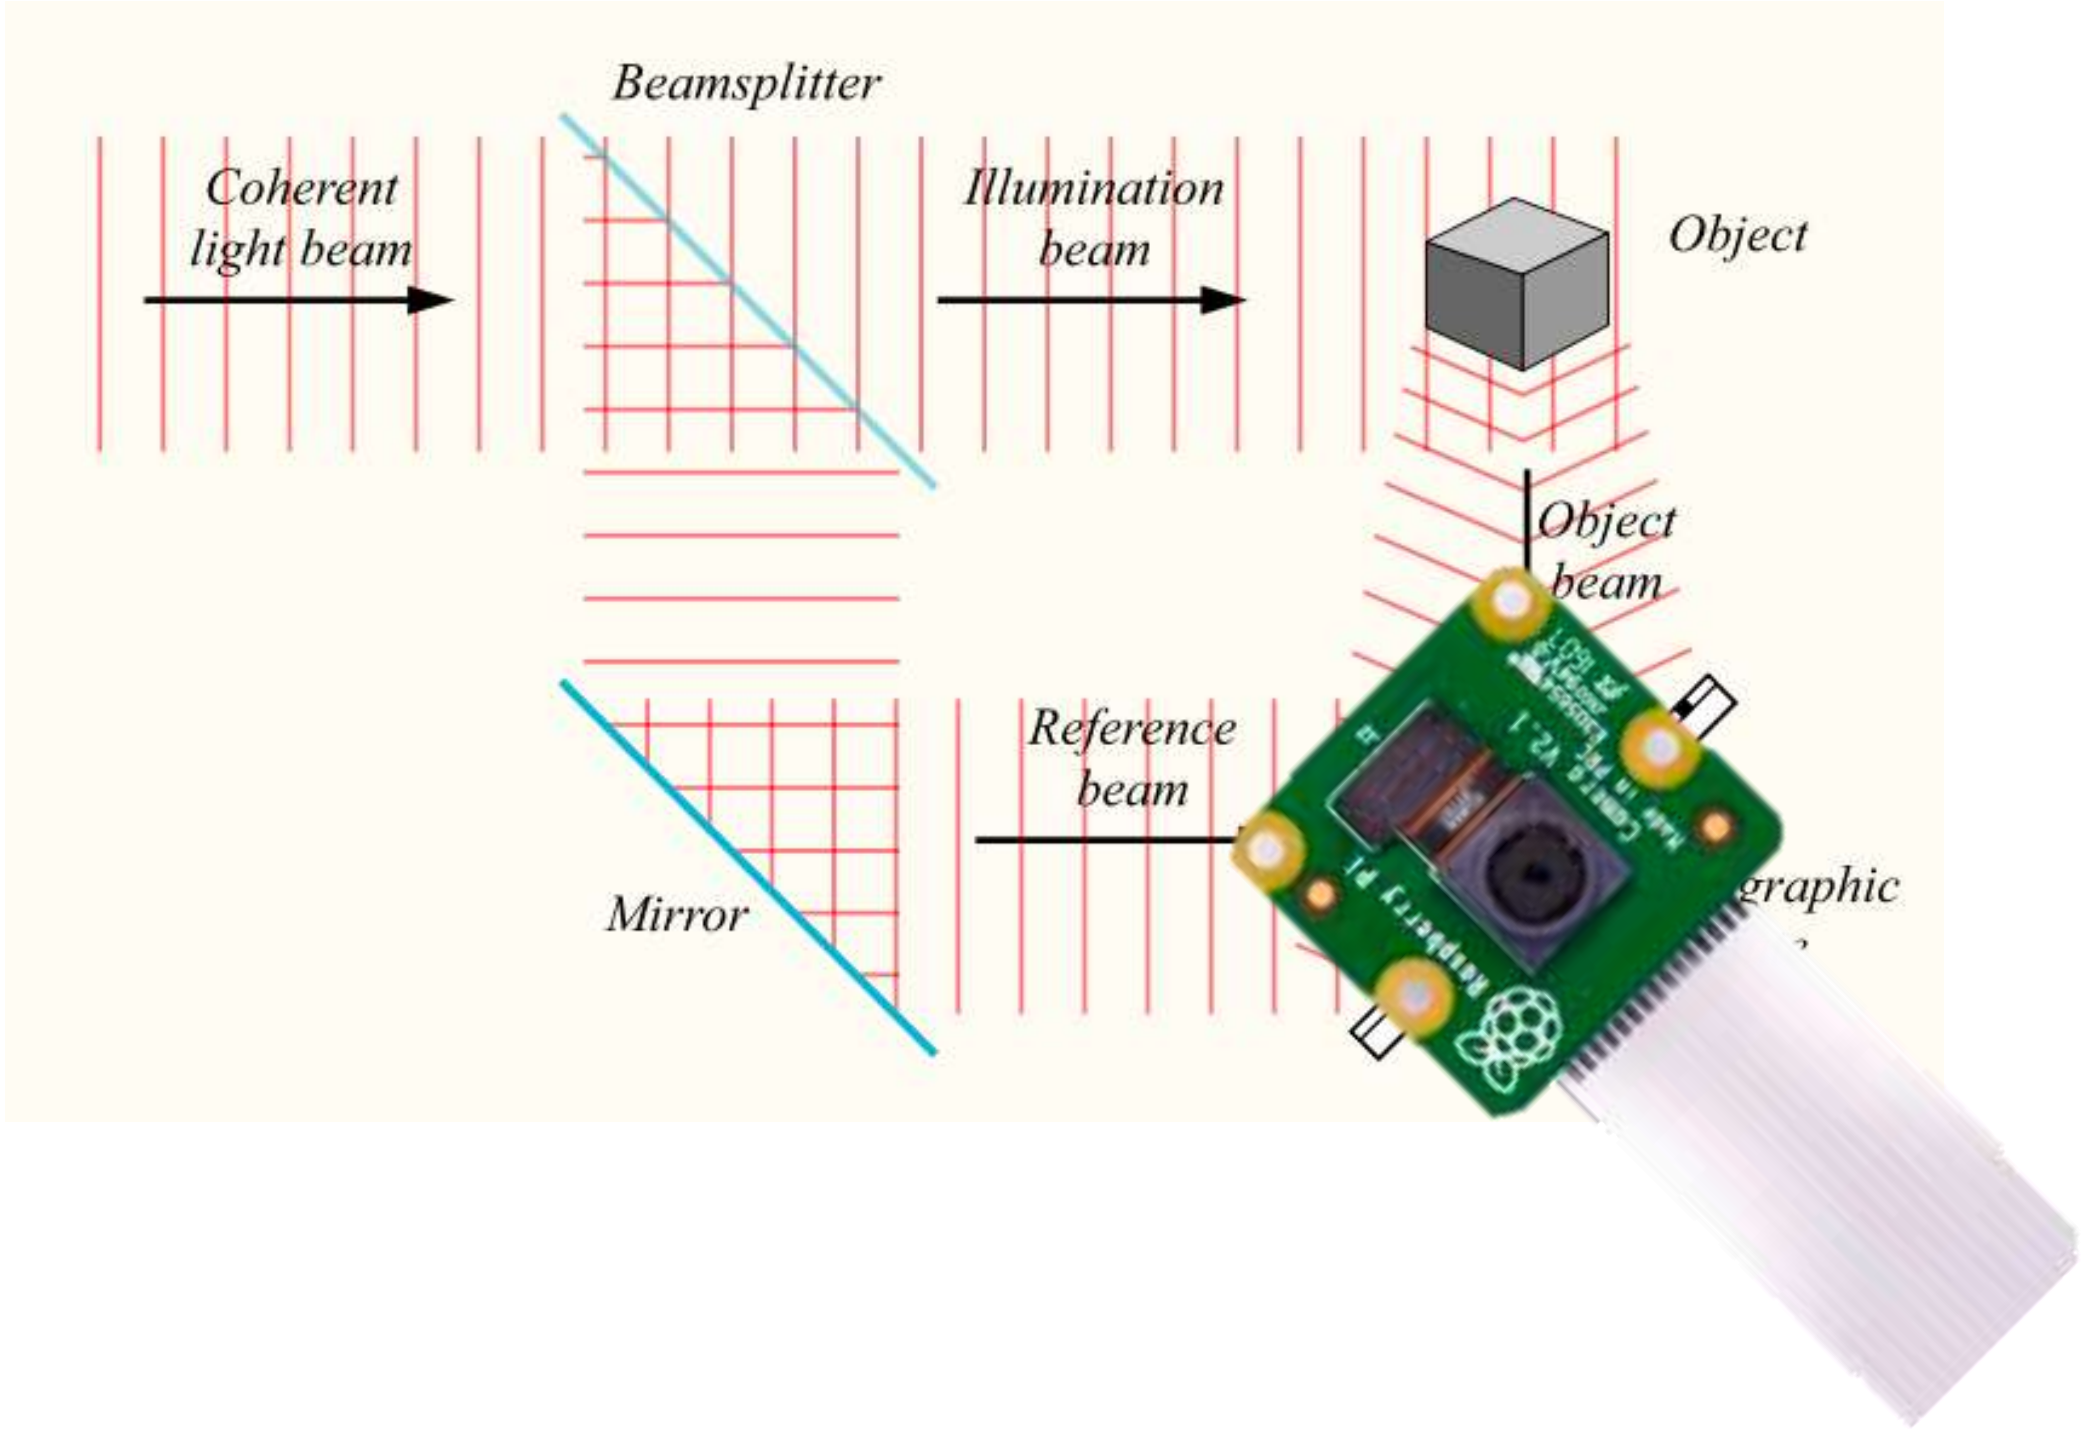 Beamsplitter
Coherent
light beam
Illumination
beam
Object
Object
beam
Reference
beam
Mirror
graphic
Raspberry Pi
Camera V2.1
Made in PRC